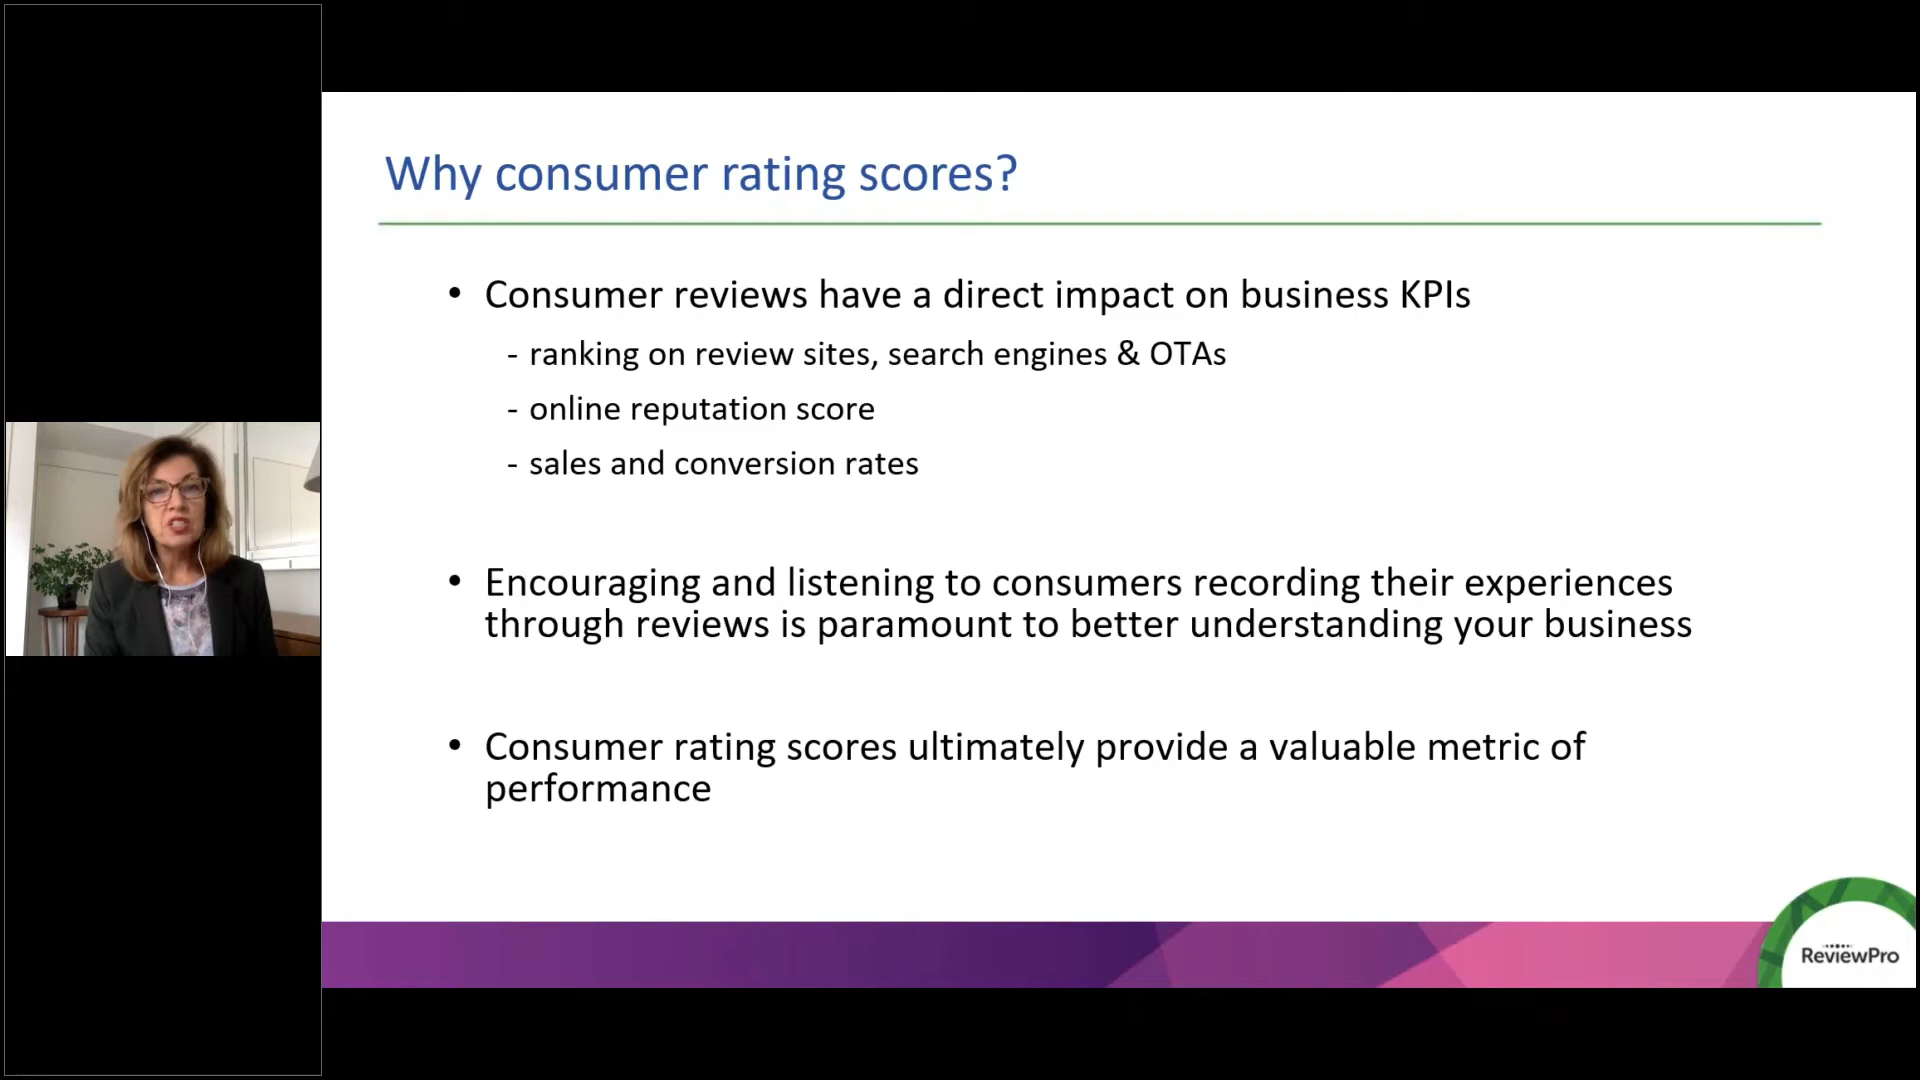 Why consumer rating scores?
• Consumer reviews have a direct impact on business KPIs
- ranking on review sites, search engines & OTAs
- online reputation score
- sales and conversion rates
• Encouraging and listening to consumers recording their experiences
through reviews is paramount to better understanding your business
• Consumer rating scores ultimately provide a valuable metric of
performance
ReviewPro